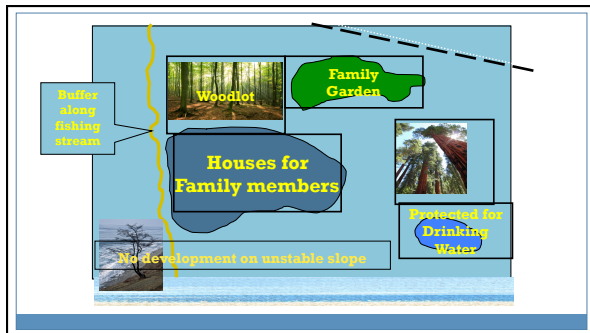 Family
Garden
Woodlot
Buffer
along
fishing
stream
Houses for
Family members
Protected for
Drinking
Water
No development on unstable slope